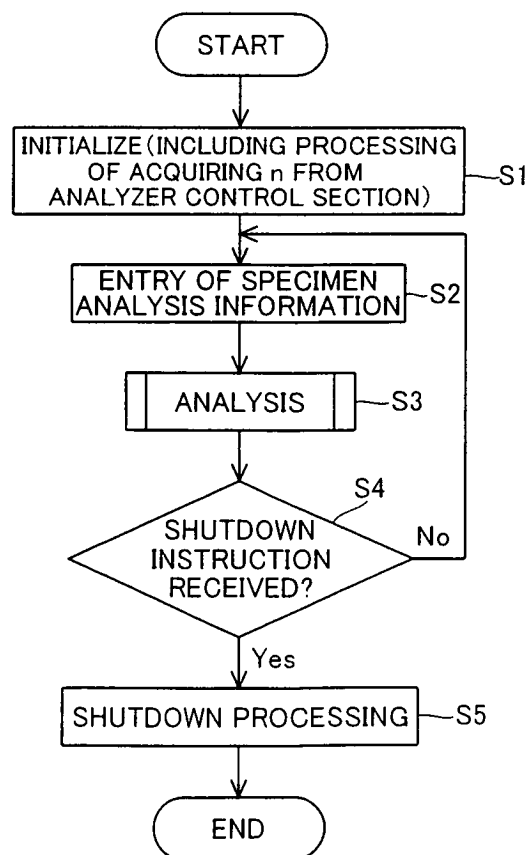 START
INITIALIZE(INCLUDING PROCESSING
OF ACQUIRING n FROM
ANALYZER CONTROL SECTION)
S1
ENTRY OF SPECIMEN
ANALYSIS INFORMATION
S2
ANALYSIS
S3
S4
SHUTDOWN
INSTRUCTION
RECEIVED?
No
Yes
SHUTDOWN PROCESSING
S5
END